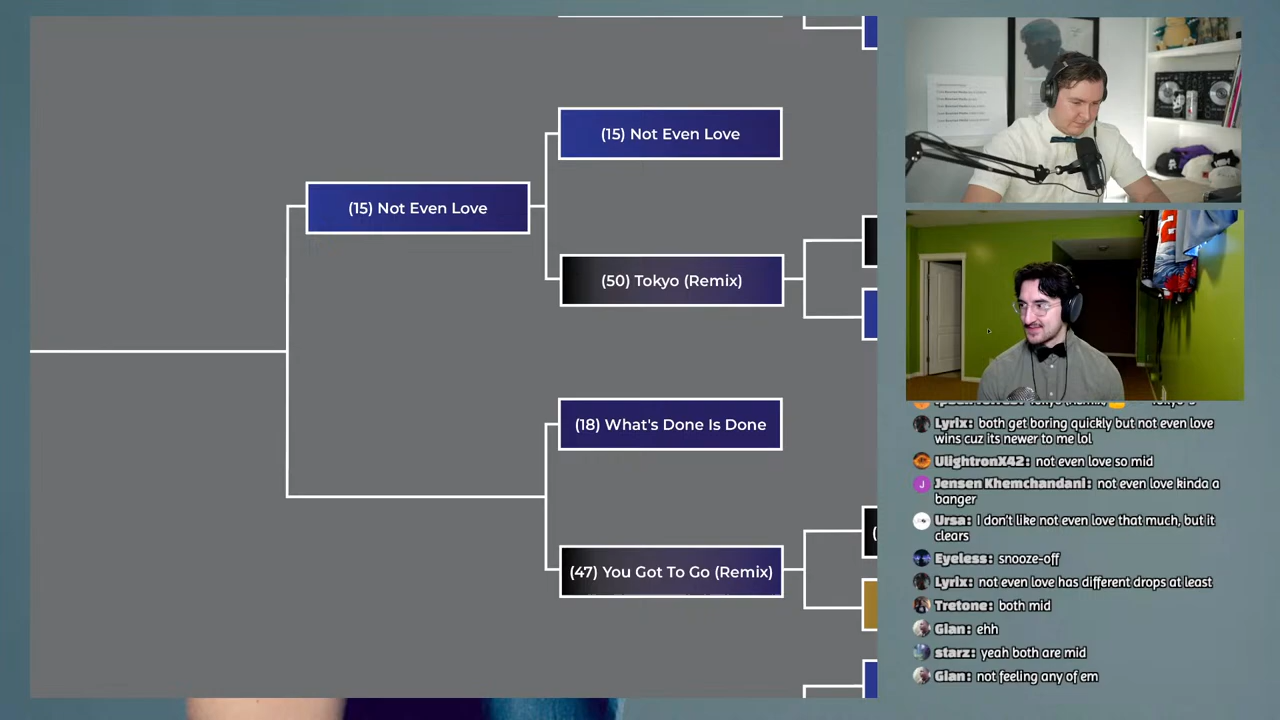 (15) Not Even Love
(15) Not Even Love
(50) Tokyo (Remix)
(18) What's Done Is Done
(47) You Got To Go (Remix)
(
Lyrix: both get boring quickly but not even love
wins cuz its newer to me lol
UlightronX42: not even love so mid
Jensen Khemchandani: not even love kinda a
banger
Ursa: I don't like not even love that much, but it
clears
Eyeless: snooze-off
Lyrix: not even love has different drops at least
Tretone: both mid
Gian: ehh
starz: yeah both are mid
Gian: not feeling any of em